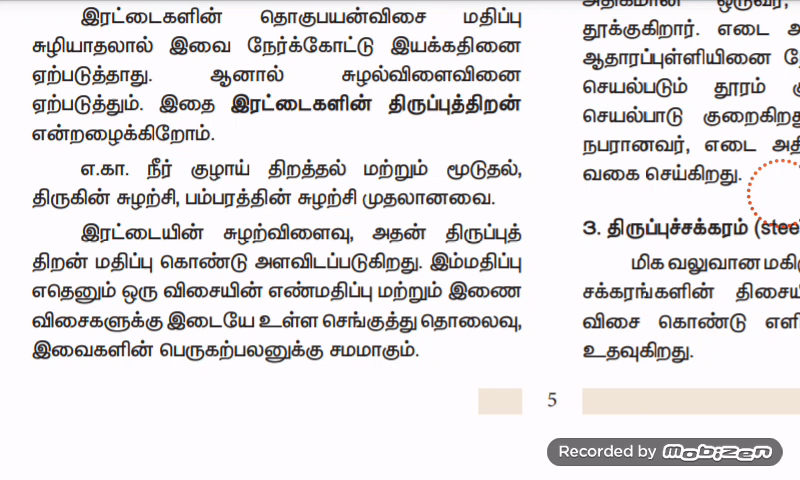 இரட்டைகளின் தொகுபயன்விசை மதிப்பு
சுழியாதலால் இவை நேர்க்கோட்டு இயக்கதினை
ஏற்படுத்தாது. ஆனால் சுழல்விளைவினை
ஏற்படுத்தும். இதை இரட்டைகளின் திருப்புத்திறன்
என்றழைக்கிறோம்.
எ.கா. நீர் குழாய் திறத்தல் மற்றும் மூடுதல்,
திருகின் சுழற்சி, பம்பரத்தின் சுழற்சி முதலானவை.
இரட்டையின் சுழற்விளைவு, அதன் திருப்புத்
திறன் மதிப்பு கொண்டு அளவிடப்படுகிறது. இம்மதிப்பு
எதெனும் ஒரு விசையின் எண்மதிப்பு மற்றும் இணை
விசைகளுக்கு இடையே உள்ள செங்குத்து தொலைவு,
இவைகளின் பெருகற்பலனுக்கு சமமாகும்.
தூக்குகிறார். எடை
ஆதாரப்புள்ளியினை
செயல்படும் தூரம்
செயல்பாடு குறைகிறது
நபரானவர், எடை
வகை செய்கிறது.
3. திருப்புச்சக்கரம் (stee
மிக வலுவான
சக்கரங்களின்
விசை கொண்டு
உதவுகிறது.
5
Recorded by mobizen